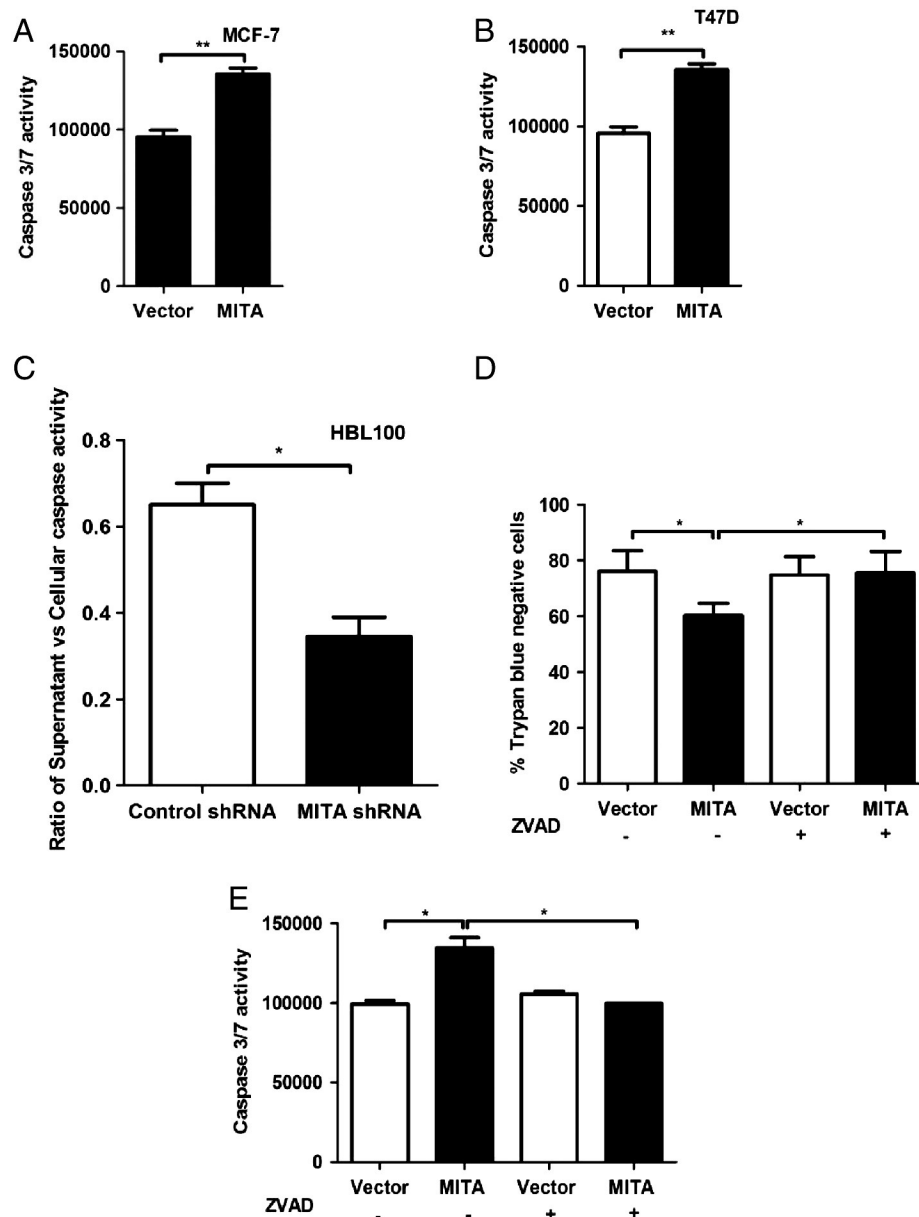 A
MCF-7
**
Caspase 3/7 activity
150000
100000
50000
0
Vector MITA
B
T47D
**
Caspase 3/7 activity
150000
100000
50000
0
Vector MITA
C
HBL100
*
Ratio of Supernatant vs Cellular caspase activity
0.8
0.6
0.4
0.2
0.0
Control shRNA MITA shRNA
D
* *
% Trypan blue negative cells
100
80
60
40
20
0
Vector MITA Vector MITA
ZVAD - - + +
E
* *
Caspase 3/7 activity
150000
100000
50000
0
Vector MITA Vector MITA
ZVAD - - + +